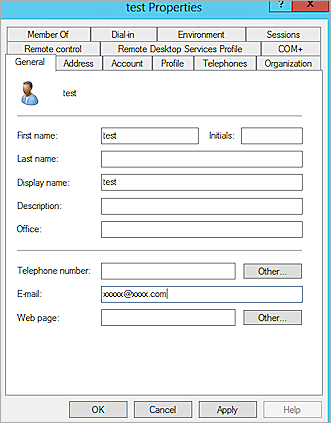 test Properties
? X
Member Of Dial-in Environment Sessions
Remote control Remote Desktop Services Profile COM+
General Address Account Profile Telephones Organization
test
First name: test Initials:
Last name:
Display name: test
Description:
Office:
Telephone number: Other...
E-mail: xxxxx@xxxx.com
Web page: Other...
OK Cancel Apply Help